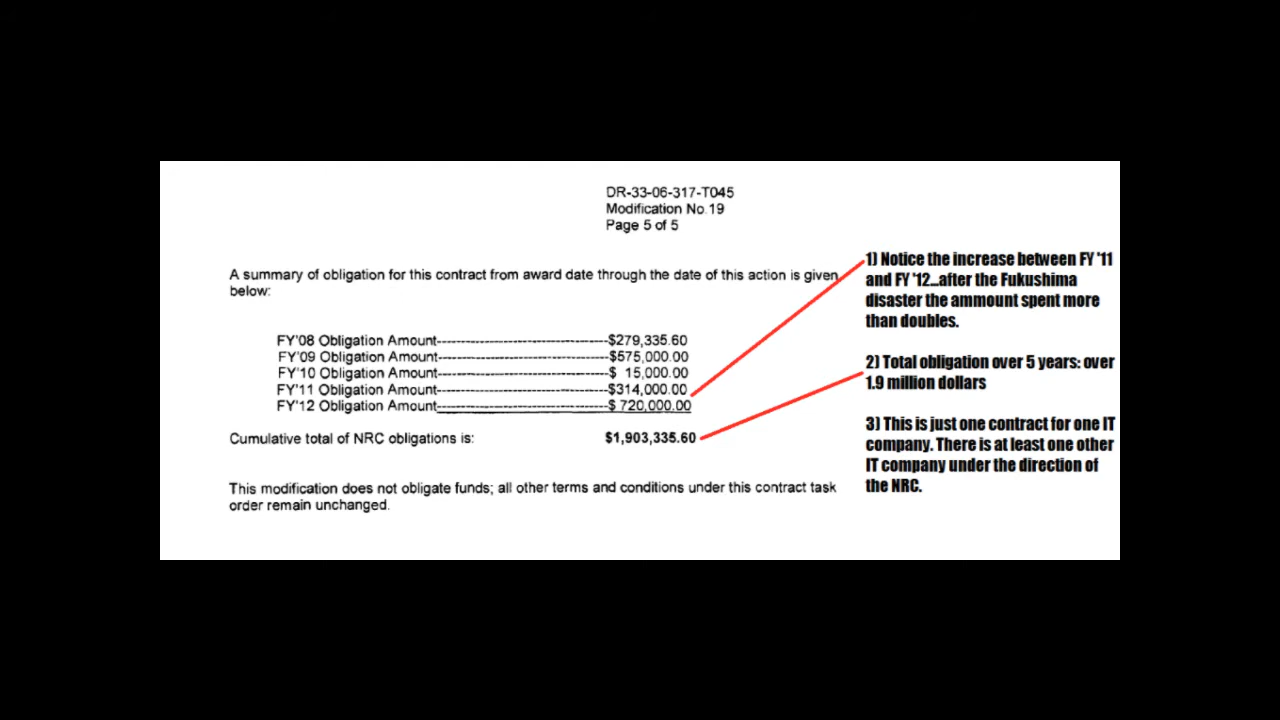 DR-33-06-317-T045
Modification No.19
Page 5 of 5
A summary of obligation for this contract from award date through the date of this action is given
below:
FY'08 Obligation Amount---------------------------------$279,335.60
FY'09 Obligation Amount---------------------------------$575,000.00
FY'10 Obligation Amount---------------------------------$ 15,000.00
FY'11 Obligation Amount---------------------------------$314,000.00
FY'12 Obligation Amount---------------------------------$ 720,000.00
Cumulative total of NRC obligations is: $1,903,335.60
This modification does not obligate funds; all other terms and conditions under this contract task
order remain unchanged.
1) Notice the increase between FY '11
and FY '12...after the Fukushima
disaster the ammount spent more
than doubles.
2) Total obligation over 5 years: over
1.9 million dollars
3) This is just one contract for one IT
company. There is at least one other
IT company under the direction of
the NRC.